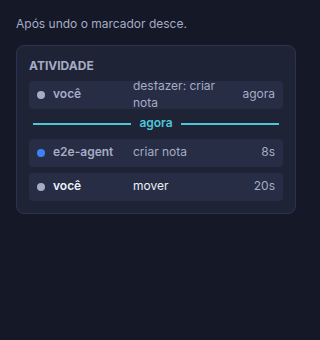 Após undo o marcador desce.
ATIVIDADE
você desfazer: criar nota agora
agora
e2e-agent criar nota 8s
você mover 20s